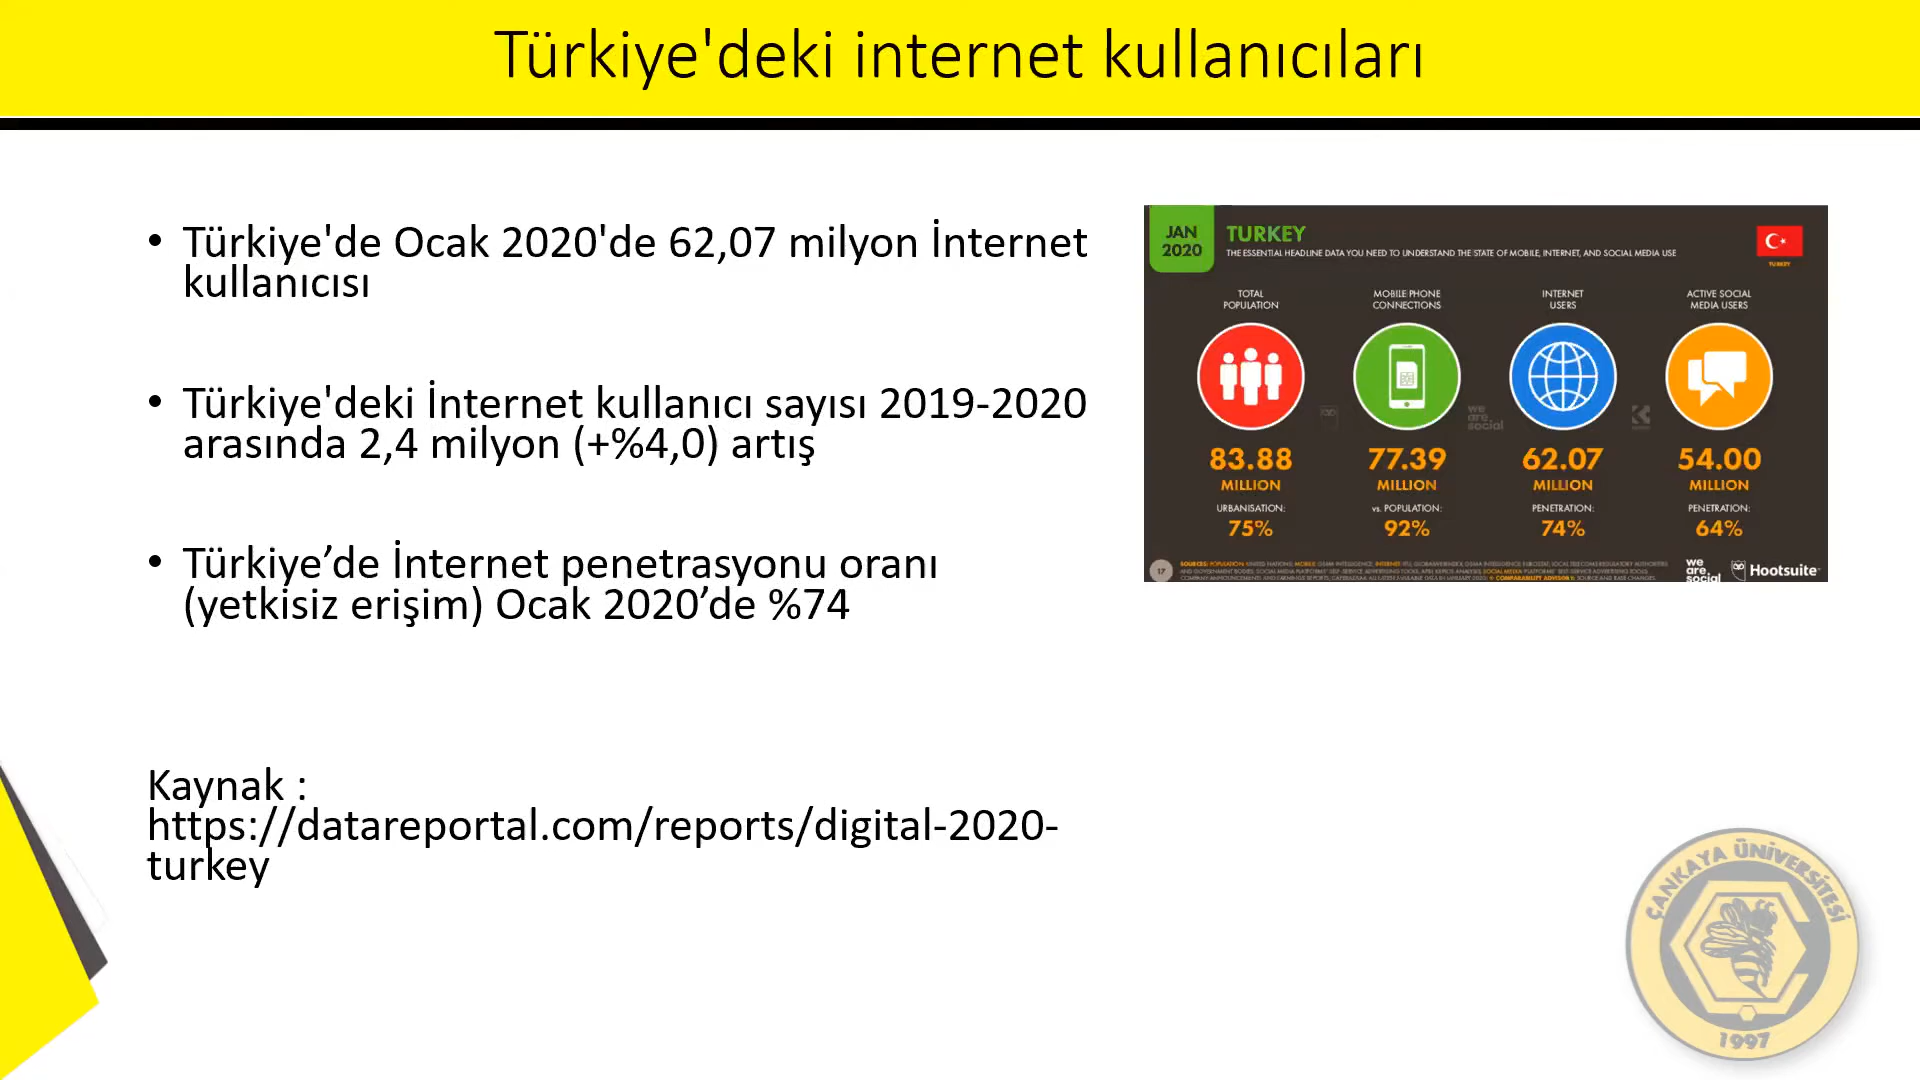 Türkiye'deki internet kullanıcıları
• Türkiye'de Ocak 2020'de 62,07 milyon İnternet
kullanıcısı
• Türkiye'deki İnternet kullanıcı sayısı 2019-2020
arasında 2,4 milyon (+%4,0) artış
• Türkiye’de İnternet penetrasyonu oranı
(yetkisiz erişim) Ocak 2020’de %74
Kaynak :
https://datareportal.com/reports/digital-2020-
turkey
JAN
2020
TURKEY
THE ESSENTIAL HEADLINE DATA YOU NEED TO UNDERSTAND THE STATE OF MOBILE, INTERNET, AND SOCIAL MEDIA USE
TURKEY
TOTAL
POPULATION
MOBILE PHONE
CONNECTIONS
INTERNET
USERS
ACTIVE SOCIAL
MEDIA USERS
we
are.
social
83.88
MILLION
77.39
MILLION
62.07
MILLION
54.00
MILLION
URBANISATION:
75%
vs. POPULATION:
92%
PENETRATION:
74%
PENETRATION:
64%
17
we
are.
social
Hootsuite
ÇANKAYA ÜNİVERSİTESİ
1997